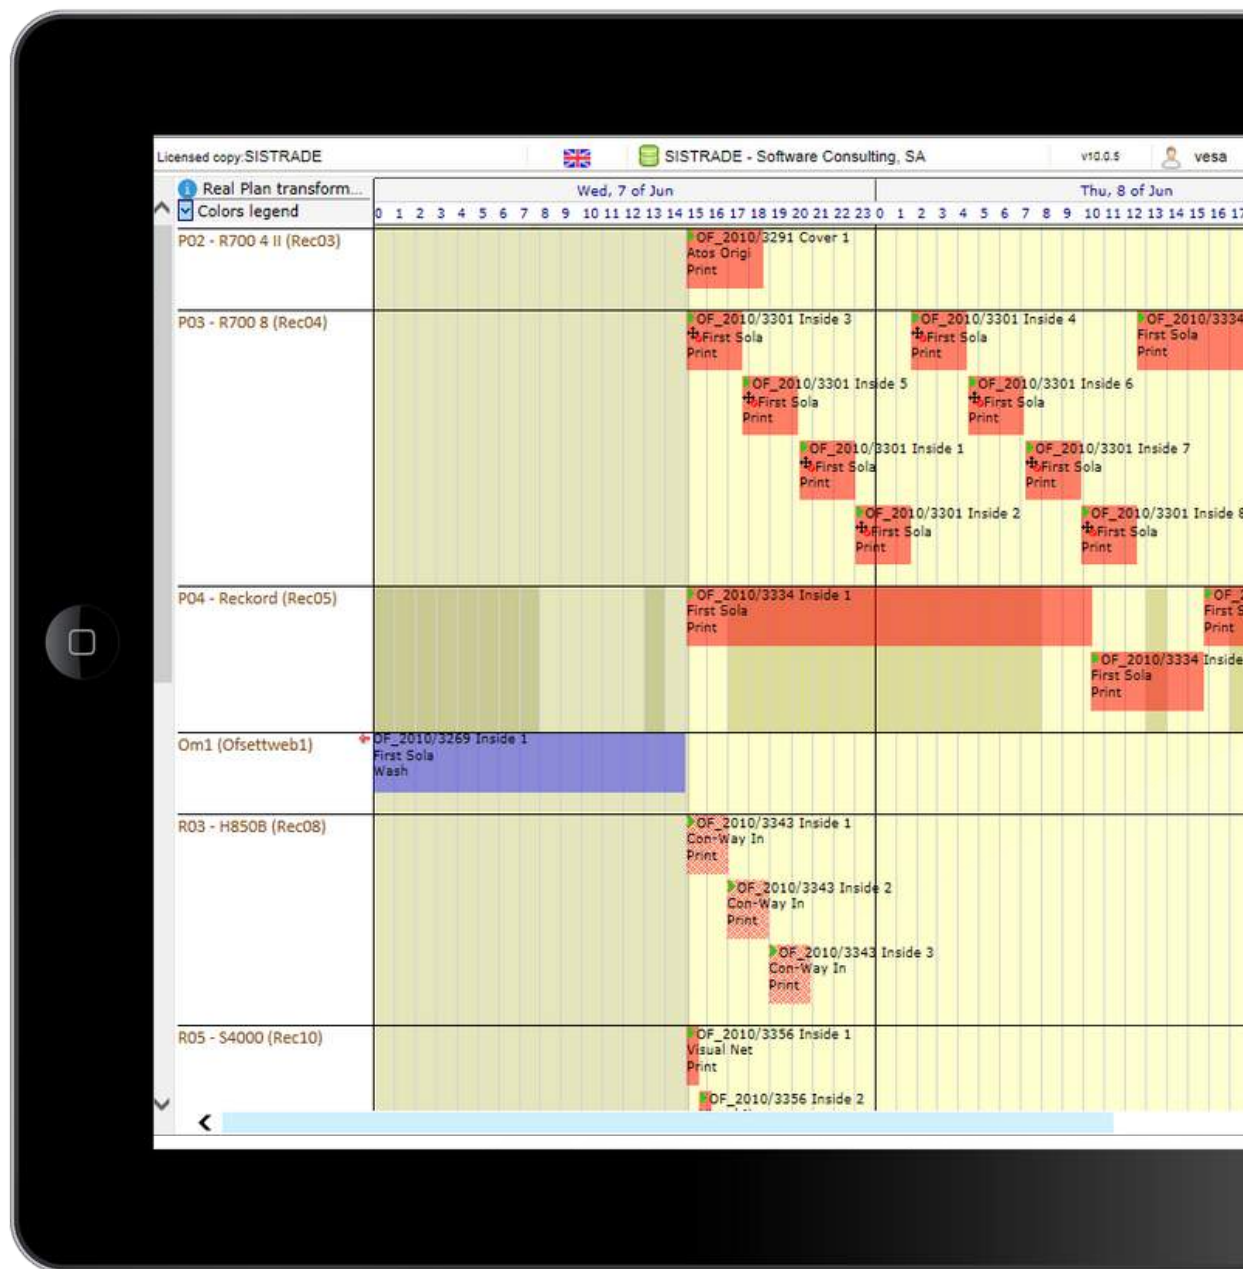 Licensed copy:SISTRADE SISTRADE - Software Consulting, SA v10.0.5 vesa
Real Plan transform... Wed, 7 of Jun Thu, 8 of Jun
Colors legend 0 1 2 3 4 5 6 7 8 9 10 11 12 13 14 15 16 17 18 19 20 21 22 23 0 1 2 3 4 5 6 7 8 9 10 11 12 13 14 15 16 17
P02 - R700 4 II (Rec03) OF_2010/3291 Cover 1
Atos Origi
Print
P03 - R700 8 (Rec04) OF_2010/3301 Inside 3 OF_2010/3301 Inside 4 OF_2010/3334
First Sola First Sola First Sola
Print Print Print
OF_2010/3301 Inside 5 OF_2010/3301 Inside 6
First Sola First Sola
Print Print
OF_2010/3301 Inside 1 OF_2010/3301 Inside 7
First Sola First Sola
Print Print
OF_2010/3301 Inside 2 OF_2010/3301 Inside 8
First Sola First Sola
Print Print
P04 - Reckord (Rec05) OF_2010/3334 Inside 1 OF_2
First Sola First S
Print Print
OF_2010/3334 Inside
First Sola
Print
Om1 (Ofsettweb1) OF_2010/3269 Inside 1
First Sola
Wash
R03 - H850B (Rec08) OF_2010/3343 Inside 1
Con-Way In
Print
OF_2010/3343 Inside 2
Con-Way In
Print
OF_2010/3343 Inside 3
Con-Way In
Print
R05 - S4000 (Rec10) OF_2010/3356 Inside 1
Visual Net
Print
OF_2010/3356 Inside 2